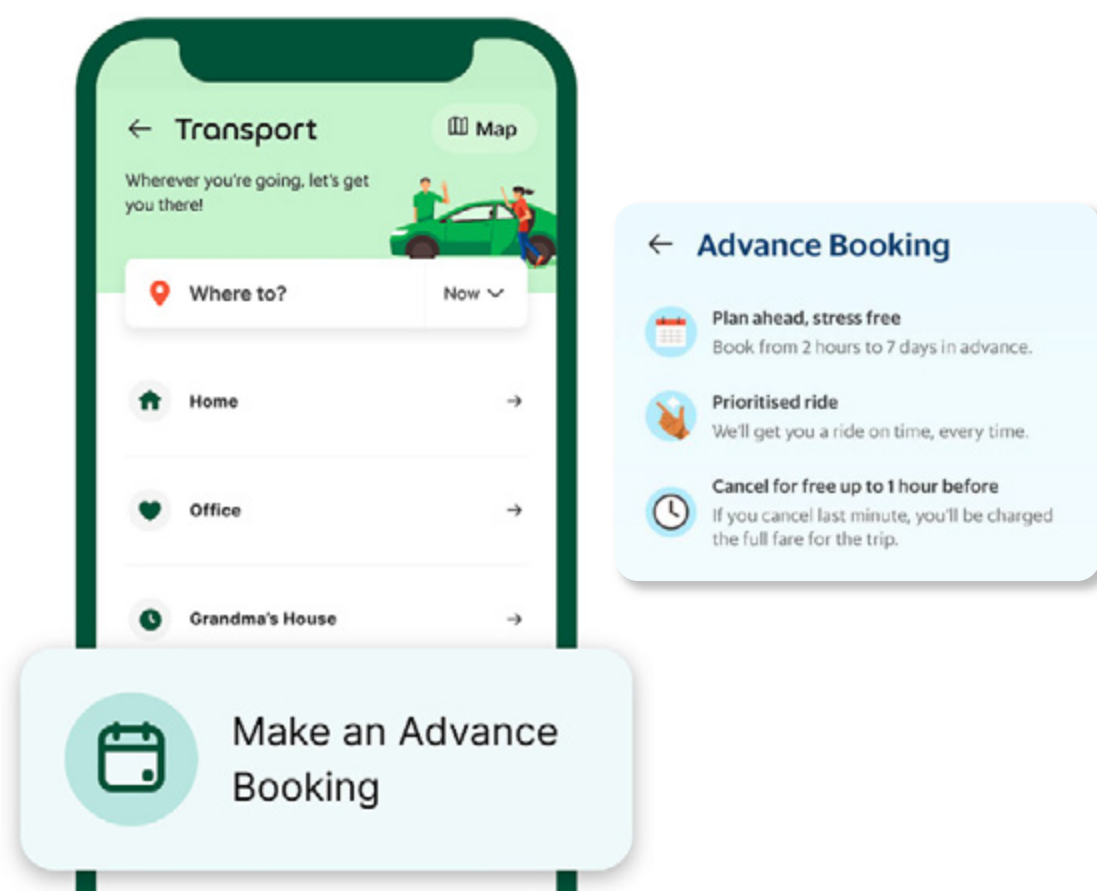 Transport
Map
Wherever you're going, let's get
you there!
Where to?
Now
Home
Office
Grandma's House
Make an Advance
Booking
Advance Booking
Plan ahead, stress free
Book from 2 hours to 7 days in advance.
Prioritised ride
We'll get you a ride on time, every time.
Cancel for free up to 1 hour before
If you cancel last minute, you'll be charged
the full fare for the trip.